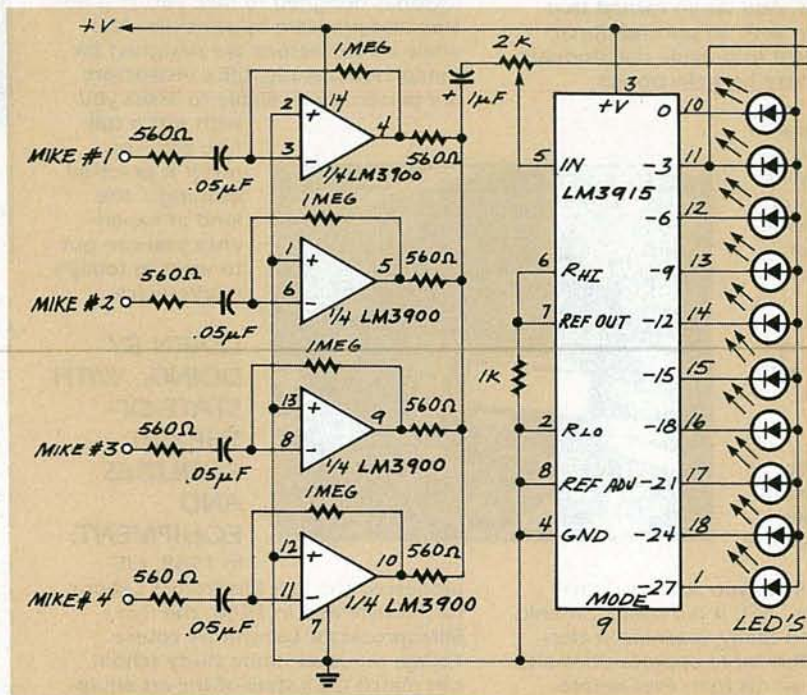 +V
1MEG
2K
1µF
+
14
3
+V
2
+
4
560Ω
MIKE #1
.05µF
3
-
1/4 LM3900
560Ω
5
IN
LM3915
0
10
-3
11
-6
12
-9
13
-12
14
-15
15
-18
16
-21
17
-24
18
-27
1
LED'S
1MEG
1
+
5
560Ω
MIKE #2
.05µF
6
-
1/4 LM3900
560Ω
6
RHI
7
REF OUT
1K
2
RLO
8
REF ADJ
4
GND
MODE
9
1MEG
13
+
9
560Ω
MIKE #3
.05µF
8
-
1/4 LM3900
560Ω
1MEG
12
+
10
560Ω
MIKE #4
.05µF
11
-
1/4 LM3900
560Ω
7